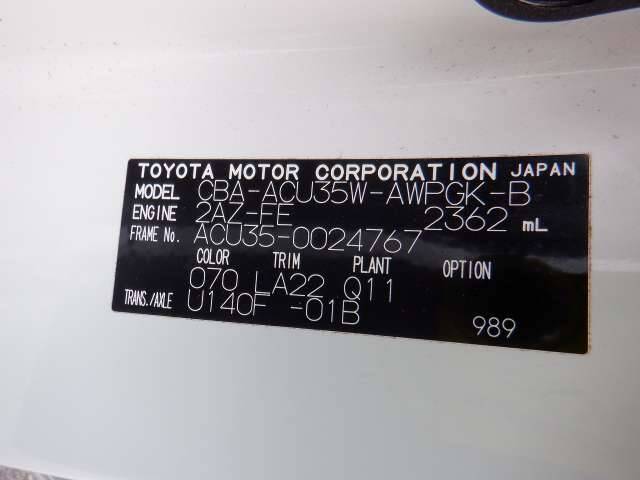 TOYOTA MOTOR CORPORATION JAPAN
MODEL CBA-ACU35W-AWPGK-B
ENGINE 2AZ-FE 2362 mL
FRAME No. ACU35-0024767
COLOR TRIM PLANT OPTION
070 LA22 Q11
TRANS./AXLE U140F -01B
989